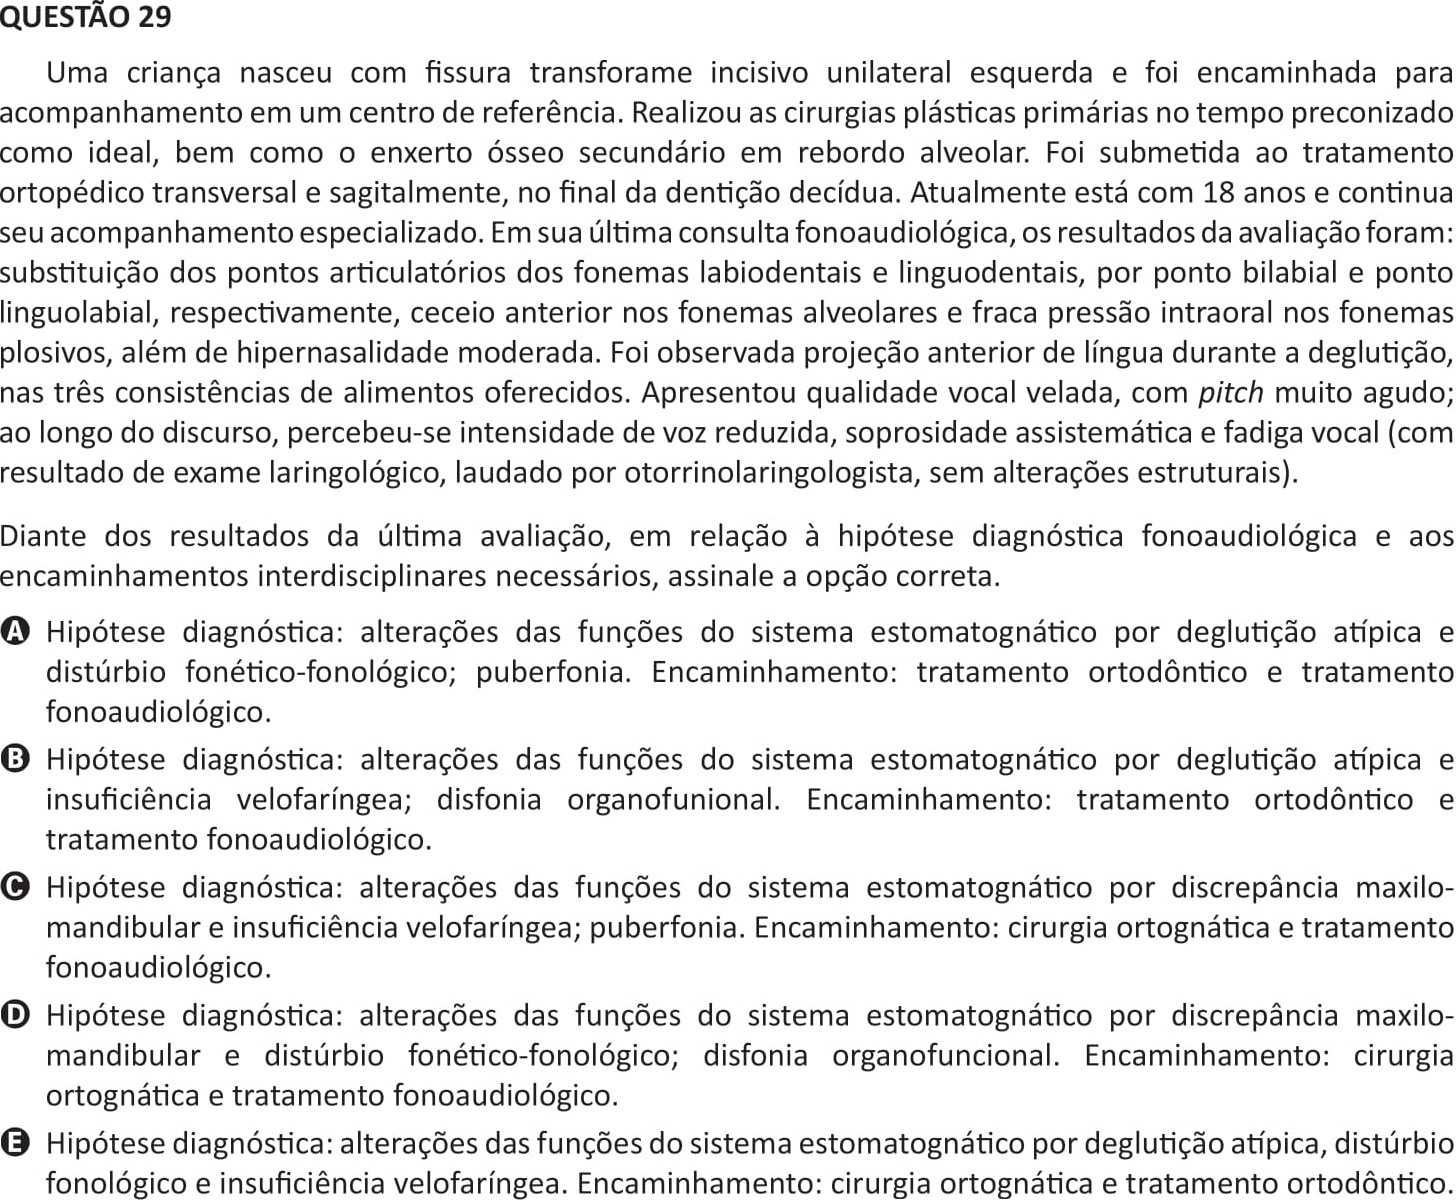 QUESTÃO 29
Uma criança nasceu com fissura transforame incisivo unilateral esquerda e foi encaminhada para
acompanhamento em um centro de referência. Realizou as cirurgias plásticas primárias no tempo preconizado
como ideal, bem como o enxerto ósseo secundário em rebordo alveolar. Foi submetida ao tratamento
ortopédico transversal e sagitalmente, no final da dentição decídua. Atualmente está com 18 anos e continua
seu acompanhamento especializado. Em sua última consulta fonoaudiológica, os resultados da avaliação foram:
substituição dos pontos articulatórios dos fonemas labiodentais e linguodentais, por ponto bilabial e ponto
linguolabial, respectivamente, ceceio anterior nos fonemas alveolares e fraca pressão intraoral nos fonemas
plosivos, além de hipernasalidade moderada. Foi observada projeção anterior de língua durante a deglutição,
nas três consistências de alimentos oferecidos. Apresentou qualidade vocal velada, com pitch muito agudo;
ao longo do discurso, percebeu-se intensidade de voz reduzida, soprosidade assistemática e fadiga vocal (com
resultado de exame laringológico, laudado por otorrinolaringologista, sem alterações estruturais).
Diante dos resultados da última avaliação, em relação à hipótese diagnóstica fonoaudiológica e aos
encaminhamentos interdisciplinares necessários, assinale a opção correta.
A Hipótese diagnóstica: alterações das funções do sistema estomatognático por deglutição atípica e
distúrbio fonético-fonológico; puberfonia. Encaminhamento: tratamento ortodôntico e tratamento
fonoaudiológico.
B Hipótese diagnóstica: alterações das funções do sistema estomatognático por deglutição atípica e
insuficiência velofaríngea; disfonia organofunional. Encaminhamento: tratamento ortodôntico e
tratamento fonoaudiológico.
C Hipótese diagnóstica: alterações das funções do sistema estomatognático por discrepância maxilo-
mandibular e insuficiência velofaríngea; puberfonia. Encaminhamento: cirurgia ortognática e tratamento
fonoaudiológico.
D Hipótese diagnóstica: alterações das funções do sistema estomatognático por discrepância maxilo-
mandibular e distúrbio fonético-fonológico; disfonia organofuncional. Encaminhamento: cirurgia
ortognática e tratamento fonoaudiológico.
E Hipótese diagnóstica: alterações das funções do sistema estomatognático por deglutição atípica, distúrbio
fonológico e insuficiência velofaríngea. Encaminhamento: cirurgia ortognática e tratamento ortodôntico.